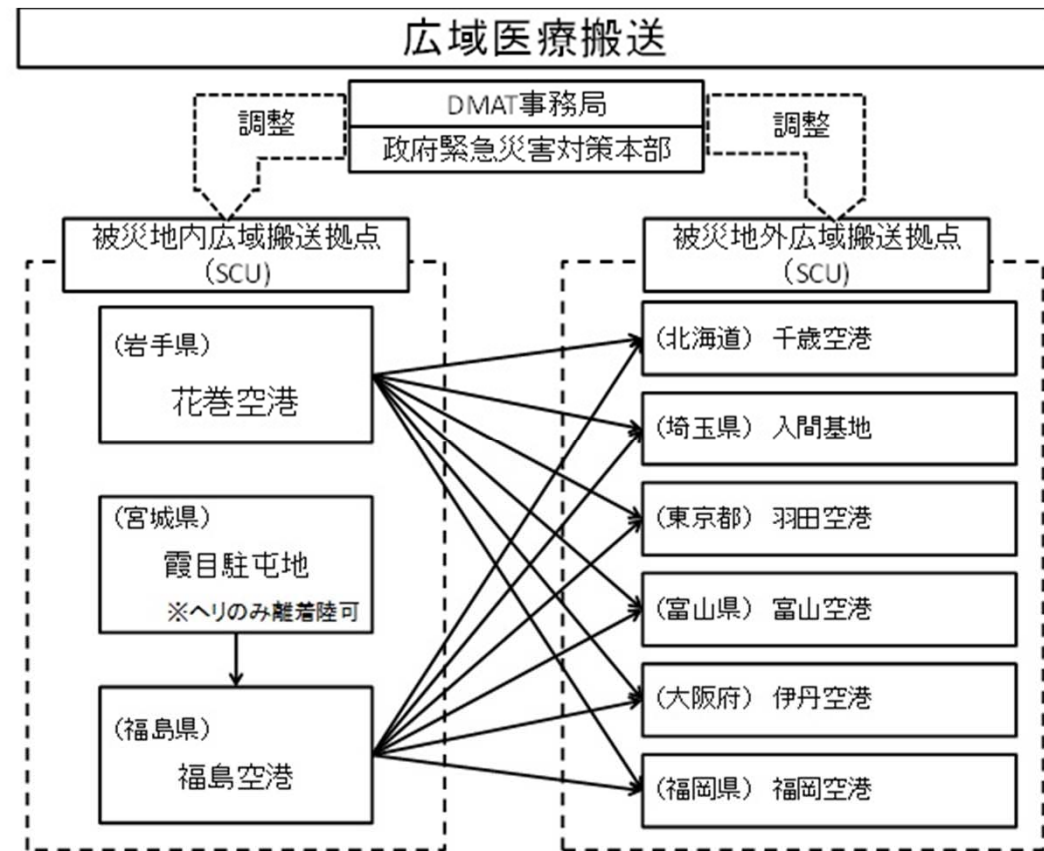 広域医療搬送
DMAT事務局
政府緊急災害対策本部
調整
調整
被災地内広域搬送拠点
(SCU)
(岩手県)
花巻空港
(宮城県)
霞目駐屯地
※ヘリのみ離着陸可
(福島県)
福島空港
被災地外広域搬送拠点
(SCU)
(北海道) 千歳空港
(埼玉県) 入間基地
(東京都) 羽田空港
(富山県) 富山空港
(大阪府) 伊丹空港
(福岡県) 福岡空港